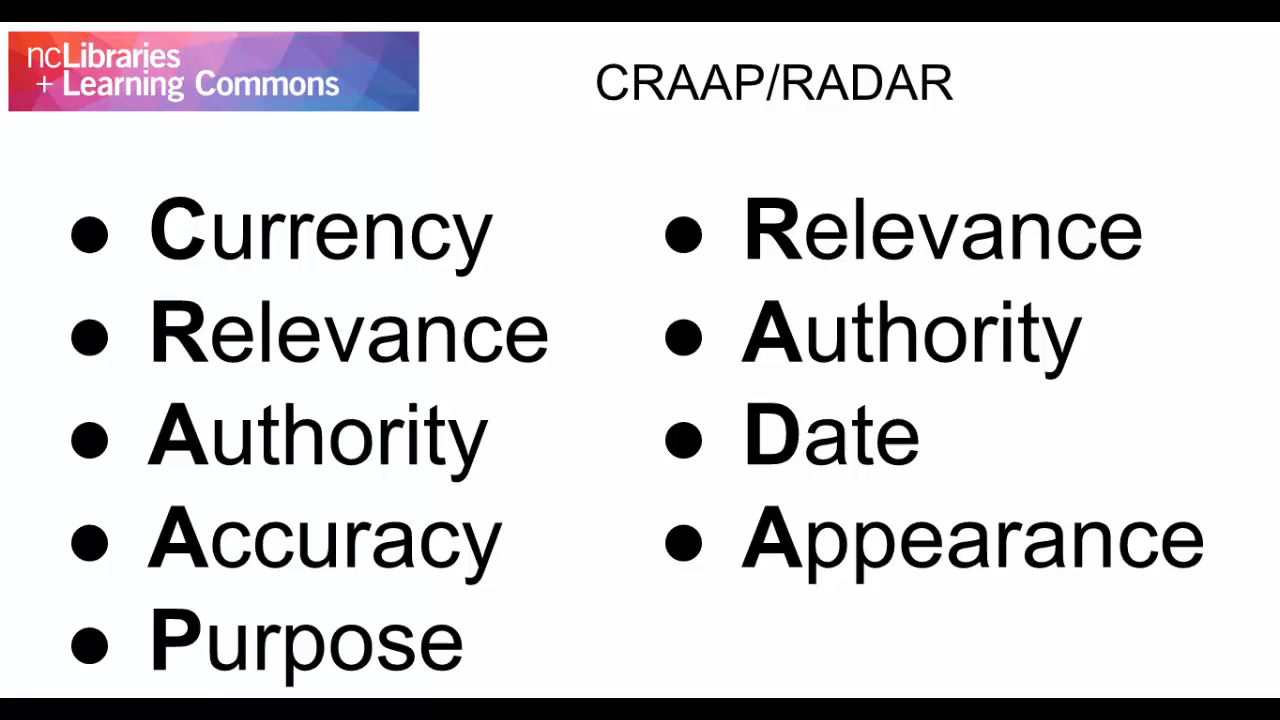 ncLibraries
+ Learning Commons
CRAAP/RADAR
● Currency
● Relevance
● Authority
● Accuracy
● Purpose
● Relevance
● Authority
● Date
● Appearance